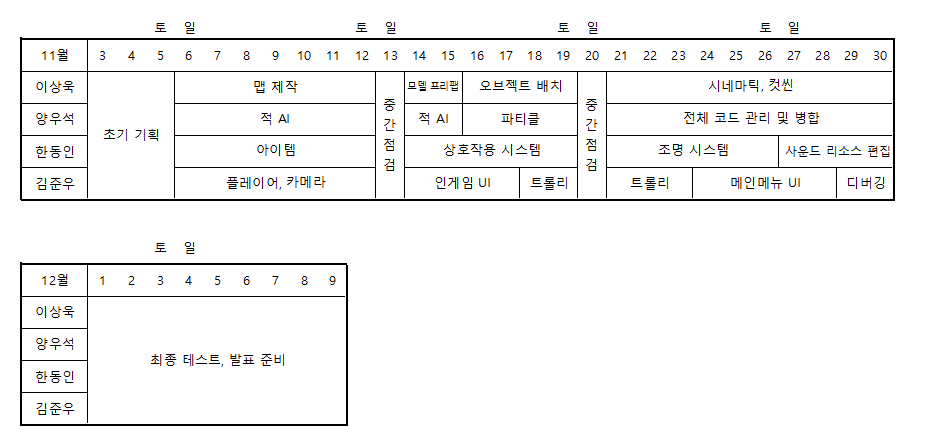 토 일 토 일 토 일 토 일
11월 3 4 5 6 7 8 9 10 11 12 13 14 15 16 17 18 19 20 21 22 23 24 25 26 27 28 29 30
이상욱 초기 기획 맵 제작 중간점검 모델 프리팹 오브젝트 배치 중간점검 시네마틱, 컷씬
양우석 적 AI 적 AI 파티클 전체 코드 관리 및 병합
한동인 아이템 상호작용 시스템 조명 시스템 사운드 리소스 편집
김준우 플레이어, 카메라 인게임 UI 트롤리 트롤리 메인메뉴 UI 디버깅
토 일
12월 1 2 3 4 5 6 7 8 9
이상욱 최종 테스트, 발표 준비
양우석
한동인
김준우